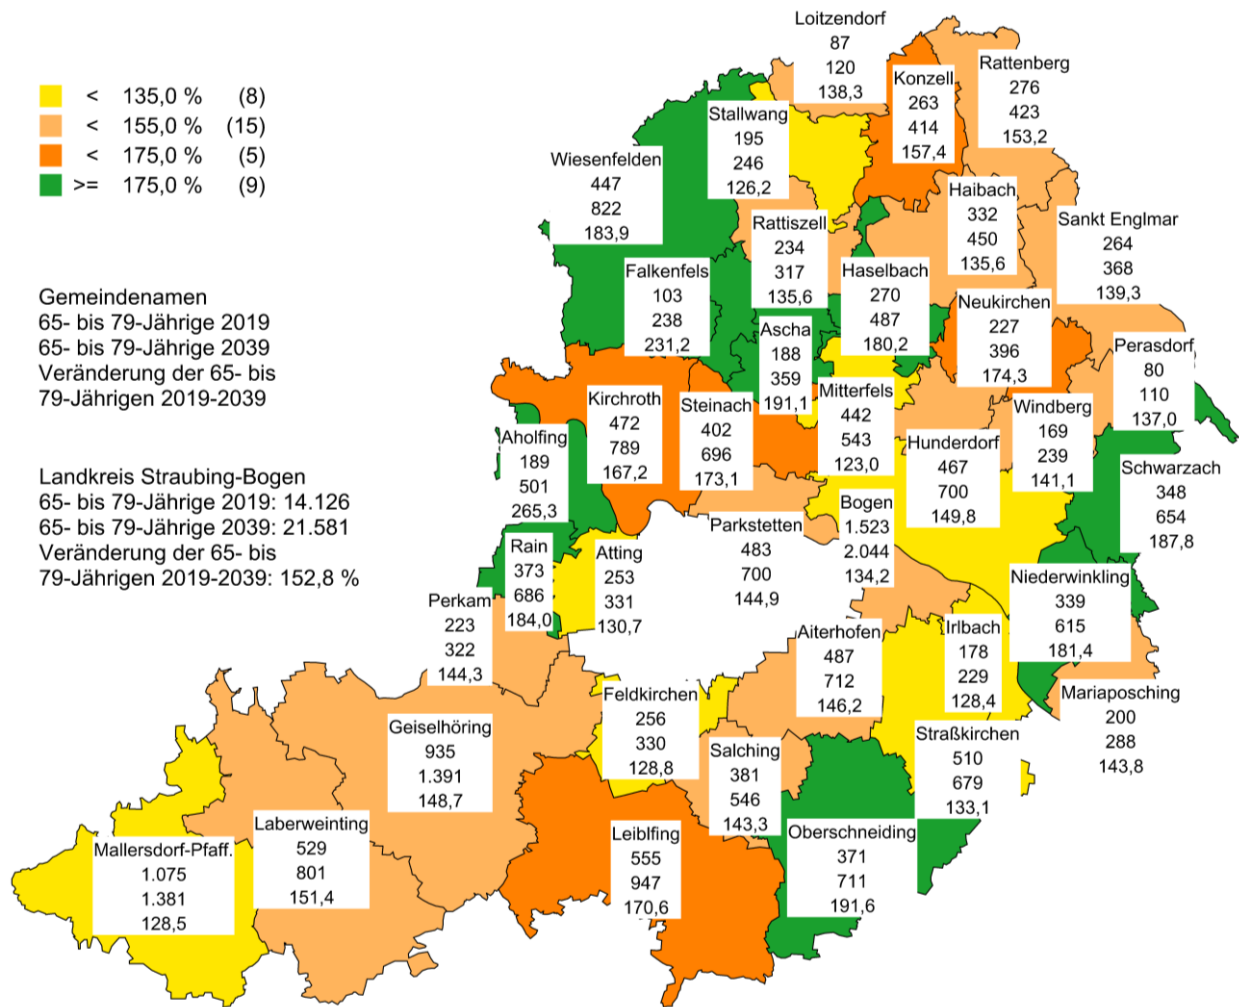 < 135,0 % (8)
< 155,0 % (15)
< 175,0 % (5)
>= 175,0 % (9)
Gemeindenamen
65- bis 79-Jährige 2019
65- bis 79-Jährige 2039
Veränderung der 65- bis
79-Jährigen 2019-2039
Landkreis Straubing-Bogen
65- bis 79-Jährige 2019: 14.126
65- bis 79-Jährige 2039: 21.581
Veränderung der 65- bis
79-Jährigen 2019-2039: 152,8 %
Loitzendorf
87
120
138,3
Konzell
263
414
157,4
Rattenberg
276
423
153,2
Stallwang
195
246
126,2
Wiesenfelden
447
822
183,9
Haibach
332
450
135,6
Sankt Englmar
264
368
139,3
Rattiszell
234
317
135,6
Falkenfels
103
238
231,2
Haselbach
270
487
180,2
Neukirchen
227
396
174,3
Ascha
188
359
191,1
Perasdorf
80
110
137,0
Kirchroth
472
789
167,2
Steinach
402
696
173,1
Mitterfels
442
543
123,0
Windberg
169
239
141,1
Aholfing
189
501
265,3
Hunderdorf
467
700
149,8
Schwarzach
348
654
187,8
Bogen
1.523
2.044
134,2
Parkstetten
483
700
144,9
Rain
373
686
184,0
Atting
253
331
130,7
Niederwinkling
339
615
181,4
Perkam
223
322
144,3
Aiterhofen
487
712
146,2
Irlbach
178
229
128,4
Mariaposching
200
288
143,8
Feldkirchen
256
330
128,8
Geiselhöring
935
1.391
148,7
Straßkirchen
510
679
133,1
Salching
381
546
143,3
Laberweinting
529
801
151,4
Leiblfing
555
947
170,6
Oberschneiding
371
711
191,6
Mallersdorf-Pfaff.
1.075
1.381
128,5